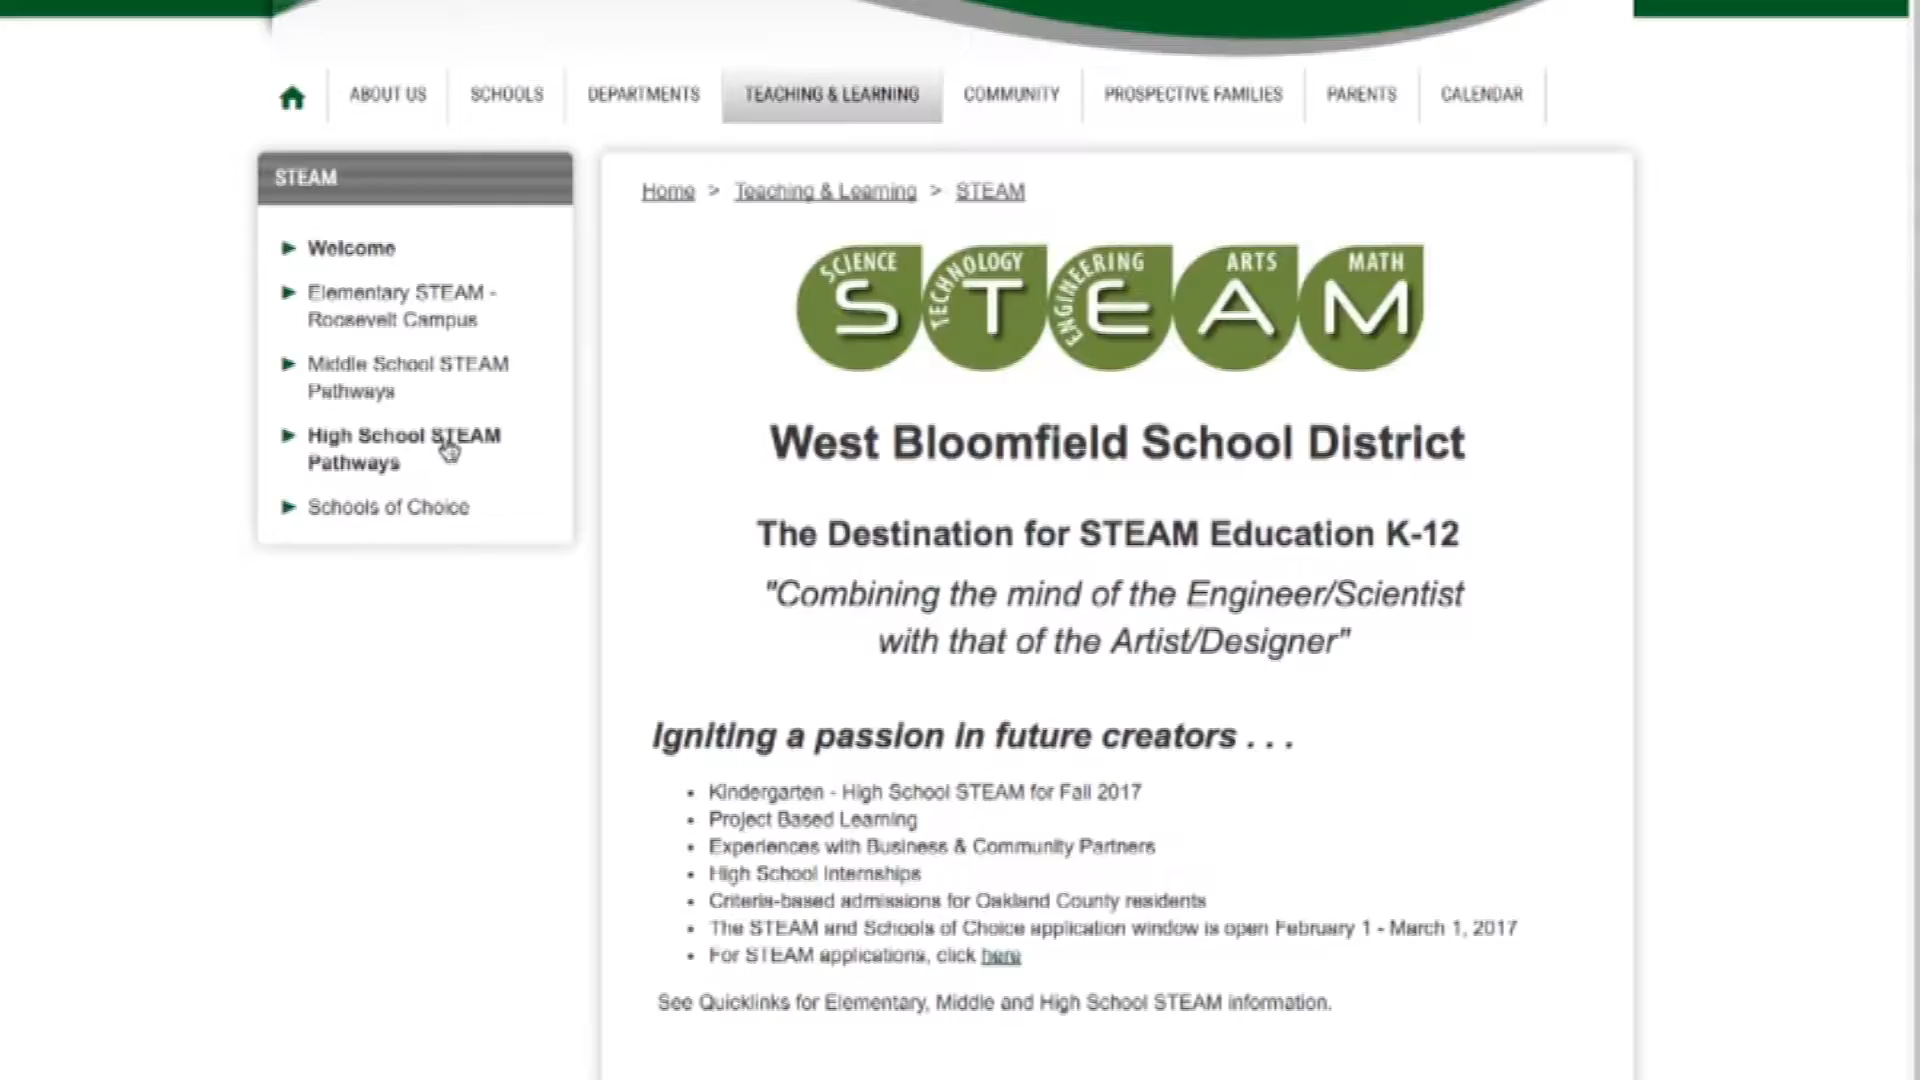 ABOUT US SCHOOLS DEPARTMENTS TEACHING & LEARNING COMMUNITY PROSPECTIVE FAMILIES PARENTS CALENDAR
STEAM
Welcome
Elementary STEAM -
Roosevelt Campus
Middle School STEAM
Pathways
High School STEAM
Pathways
Schools of Choice
Home > Teaching & Learning > STEAM
SCIENCE TECHNOLOGY ENGINEERING ARTS MATH
STEAM
West Bloomfield School District
The Destination for STEAM Education K-12
"Combining the mind of the Engineer/Scientist
with that of the Artist/Designer"
Igniting a passion in future creators . . .
• Kindergarten - High School STEAM for Fall 2017
• Project Based Learning
• Experiences with Business & Community Partners
• High School Internships
• Criteria-based admissions for Oakland County residents
• The STEAM and Schools of Choice application window is open February 1 - March 1, 2017
• For STEAM applications, click here
See Quicklinks for Elementary, Middle and High School STEAM information.